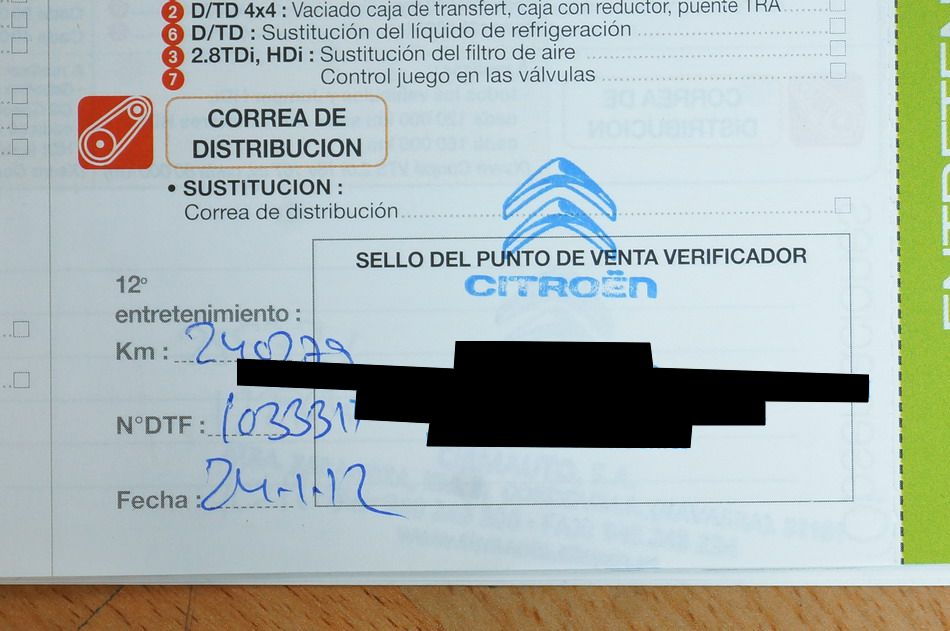 2 D/TD 4x4 : Vaciado caja de transfert, caja con reductor, puente TRA
6 D/TD : Sustitución del líquido de refrigeración
3 2.8TDi, HDi : Sustitución del filtro de aire
7 Control juego en las válvulas
CORREA DE
DISTRIBUCION
• SUSTITUCION :
Correa de distribución
SELLO DEL PUNTO DE VENTA VERIFICADOR
CITROËN
12º
entretenimiento :
Km : 240279
N°DTF : 1033317
Fecha : 24-1-12